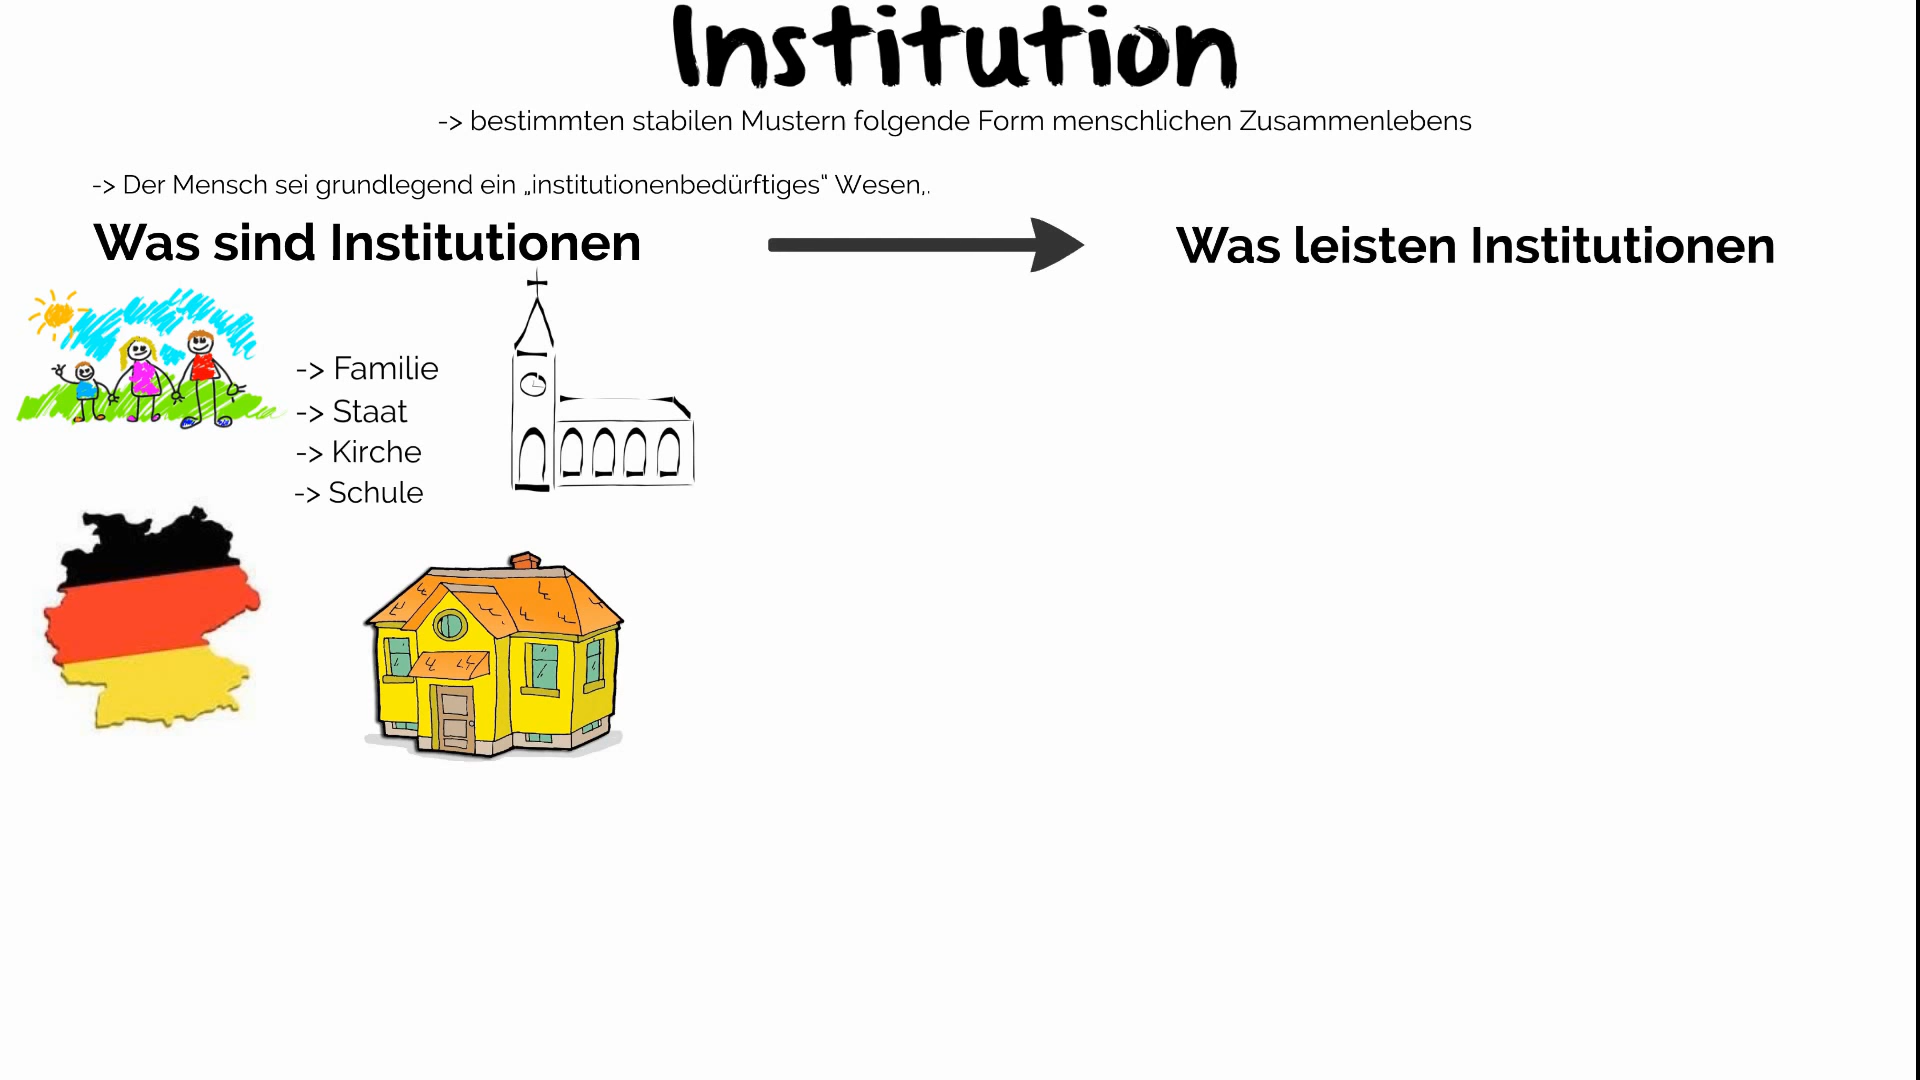 Institution
-> bestimmten stabilen Mustern folgende Form menschlichen Zusammenlebens
-> Der Mensch sei grundlegend ein „institutionenbedürftiges“ Wesen,.
Was sind Institutionen
Was leisten Institutionen
-> Familie
-> Staat
-> Kirche
-> Schule